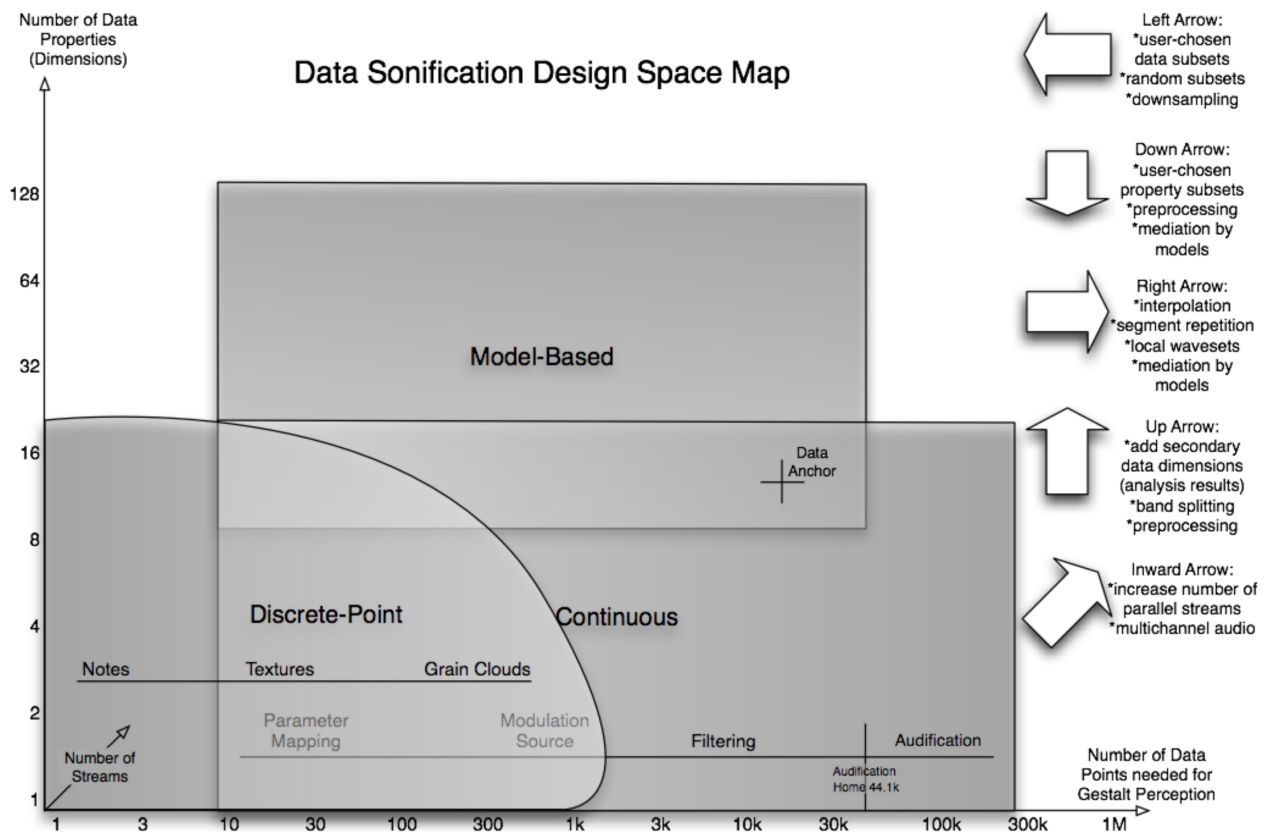 Data Sonification Design Space Map
Number of Data
Properties
(Dimensions)
128
64
32
16
8
4
2
1
Model-Based
Data
Anchor
Discrete-Point
Continuous
Notes
Textures
Grain Clouds
Parameter
Mapping
Modulation
Source
Filtering
Audification
Number of
Streams
Audification
Home 44.1k
1
3
10
30
100
300
1k
3k
10k
30k
100k
300k
1M
Number of Data
Points needed for
Gestalt Perception
Left Arrow:
*user-chosen
data subsets
*random subsets
*downsampling
Down Arrow:
*user-chosen
property subsets
*preprocessing
*mediation by
models
Right Arrow:
*interpolation
*segment repetition
*local wavesets
*mediation by
models
Up Arrow:
*add secondary
data dimensions
(analysis results)
*band splitting
*preprocessing
Inward Arrow:
*increase number of
parallel streams
*multichannel audio